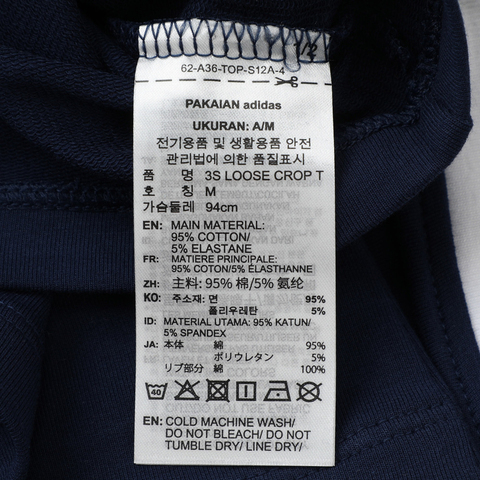 1/2
62-A36-TOP-S12A-4
PAKAIAN adidas
UKURAN: A/M
전기용품 및 생활용품 안전
관리법에 의한 품질표시
품 명 3S LOOSE CROP T
호 칭 M
가슴둘레 94cm
EN: MAIN MATERIAL:
95% COTTON/
5% ELASTANE
FR: MATIERE PRINCIPALE:
95% COTON/5% ELASTHANNE
ZH: 主料: 95% 棉/5% 氨纶
KO: 주소재: 면 95%
폴리우레탄 5%
ID: MATERIAL UTAMA: 95% KATUN/
5% SPANDEX
JA: 本体 綿 95%
ポリウレタン 5%
リブ部分 綿 100%
40
EN: COLD MACHINE WASH/
DO NOT BLEACH/ DO NOT
TUMBLE DRY/ LINE DRY/